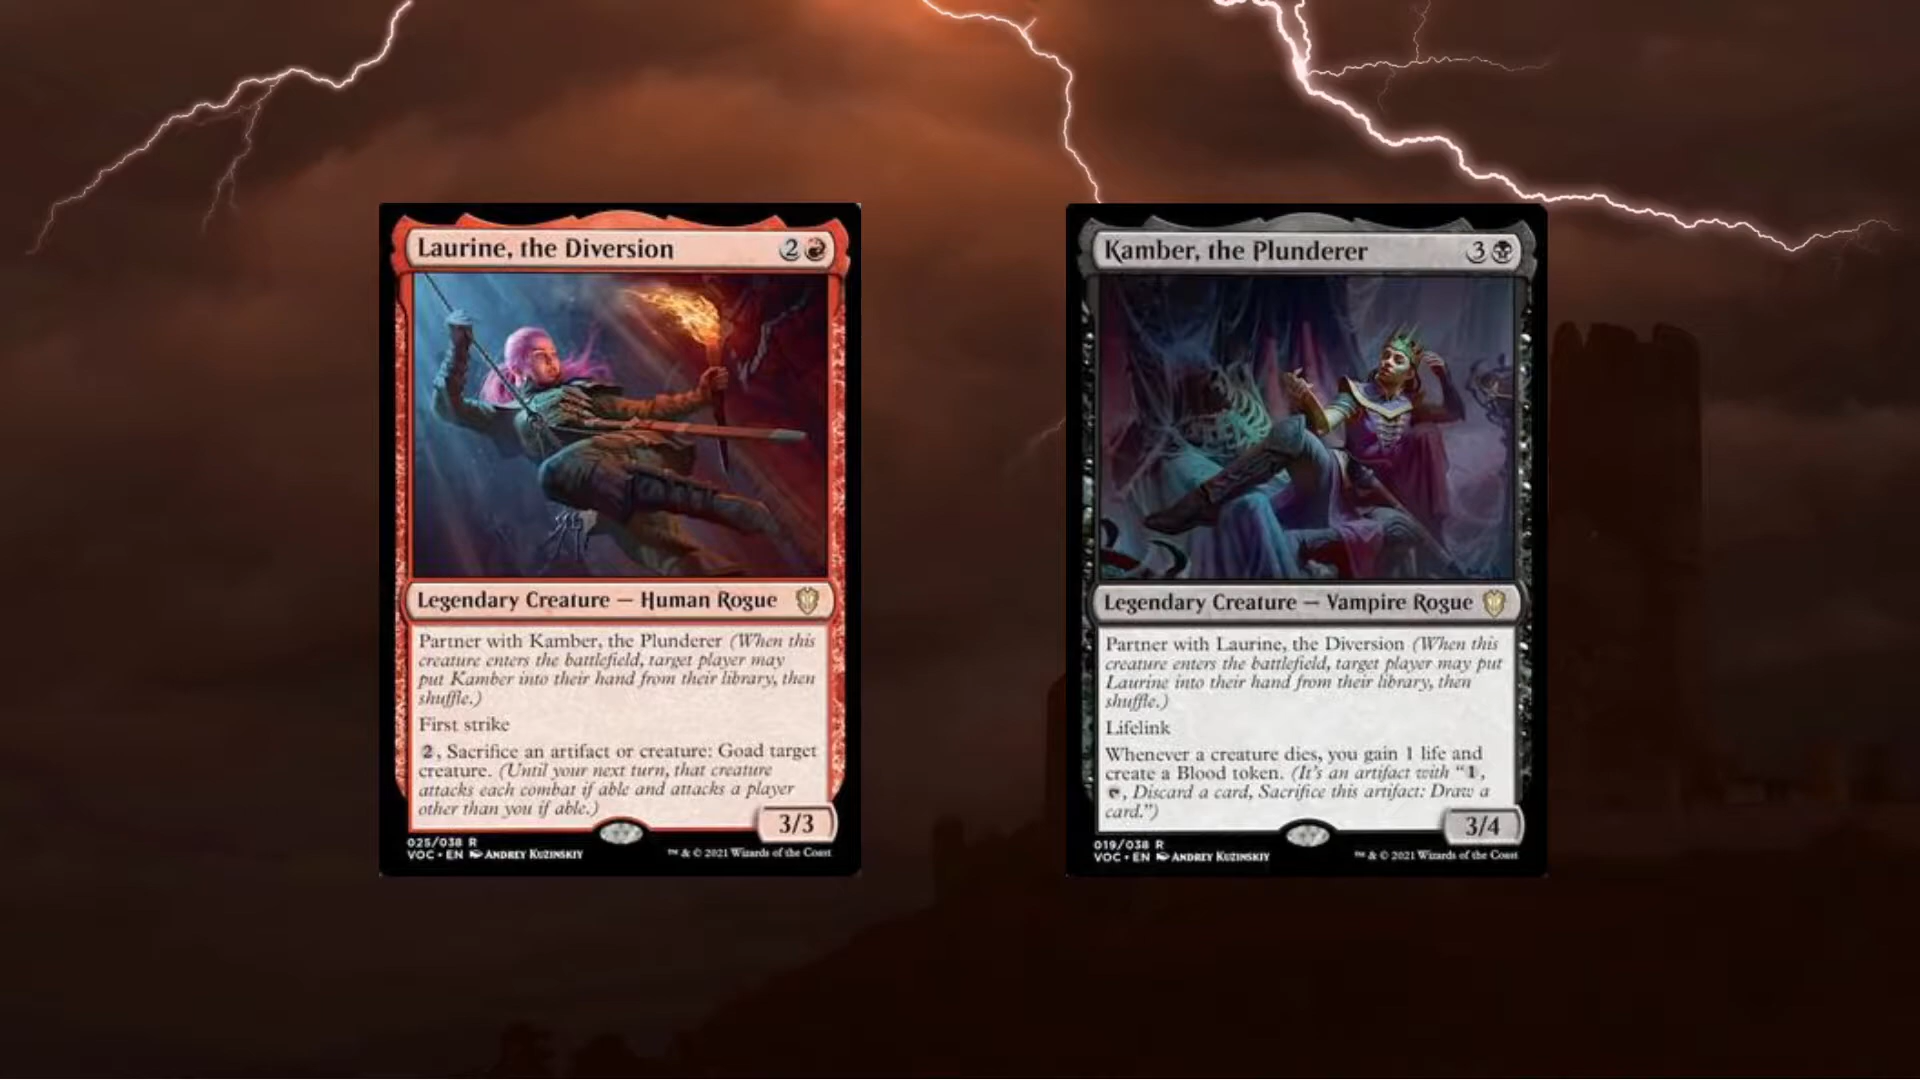 Laurine, the Diversion 2
Legendary Creature — Human Rogue
Partner with Kamber, the Plunderer (When this
creature enters the battlefield, target player may
put Kamber into their hand from their library, then
shuffle.)
First strike
2, Sacrifice an artifact or creature: Goad target
creature. (Until your next turn, that creature
attacks each combat if able and attacks a player
other than you if able.)
3/3
025/038 R
VOC • EN ANDREY KUZINSKIY
™ & © 2021 Wizards of the Coast
Kamber, the Plunderer 3
Legendary Creature — Vampire Rogue
Partner with Laurine, the Diversion (When this
creature enters the battlefield, target player may put
Laurine into their hand from their library, then
shuffle.)
Lifelink
Whenever a creature dies, you gain 1 life and
create a Blood token. (It's an artifact with "1,
, Discard a card, Sacrifice this artifact: Draw a
card.")
3/4
019/038 R
VOC • EN ANDREY KUZINSKIY
™ & © 2021 Wizards of the Coast